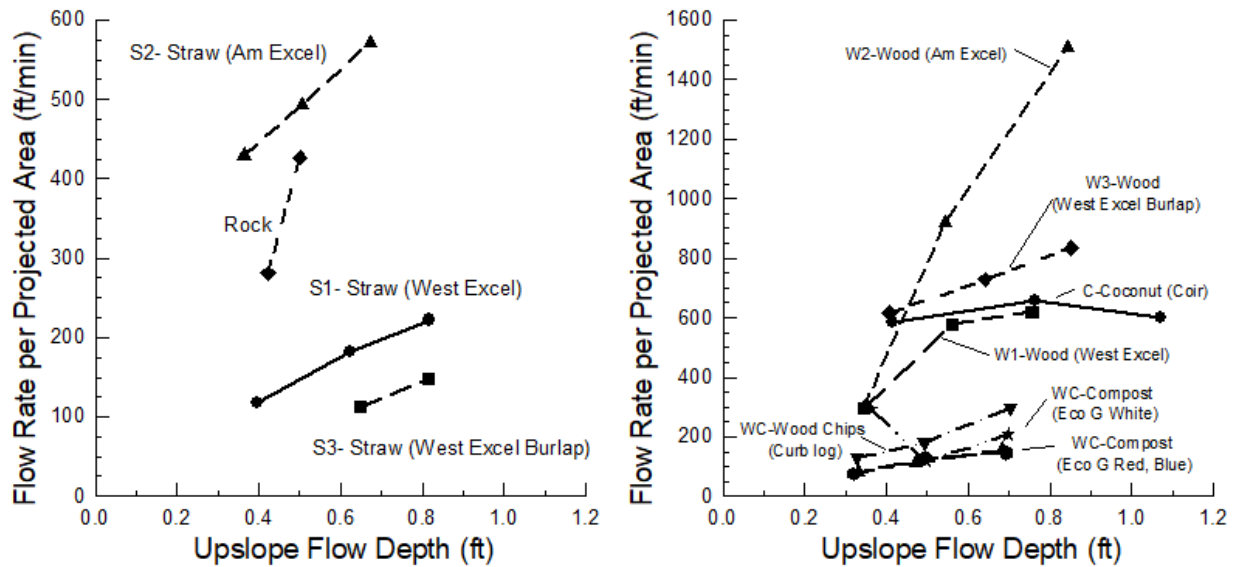 Flow Rate per Projected Area (ft/min)
600
500
400
300
200
100
0
S2- Straw (Am Excel)
Rock
S1- Straw (West Excel)
S3- Straw (West Excel Burlap)
0.0 0.2 0.4 0.6 0.8 1.0 1.2
Upslope Flow Depth (ft)
Flow Rate per Projected Area (ft/min)
1600
1400
1200
1000
800
600
400
200
0
W2-Wood (Am Excel)
W3-Wood
(West Excel Burlap)
C-Coconut (Coir)
W1-Wood (West Excel)
WC-Compost
(Eco G White)
WC-Wood Chips
(Curb log)
WC-Compost
(Eco G Red, Blue)
0.0 0.2 0.4 0.6 0.8 1.0 1.2
Upslope Flow Depth (ft)